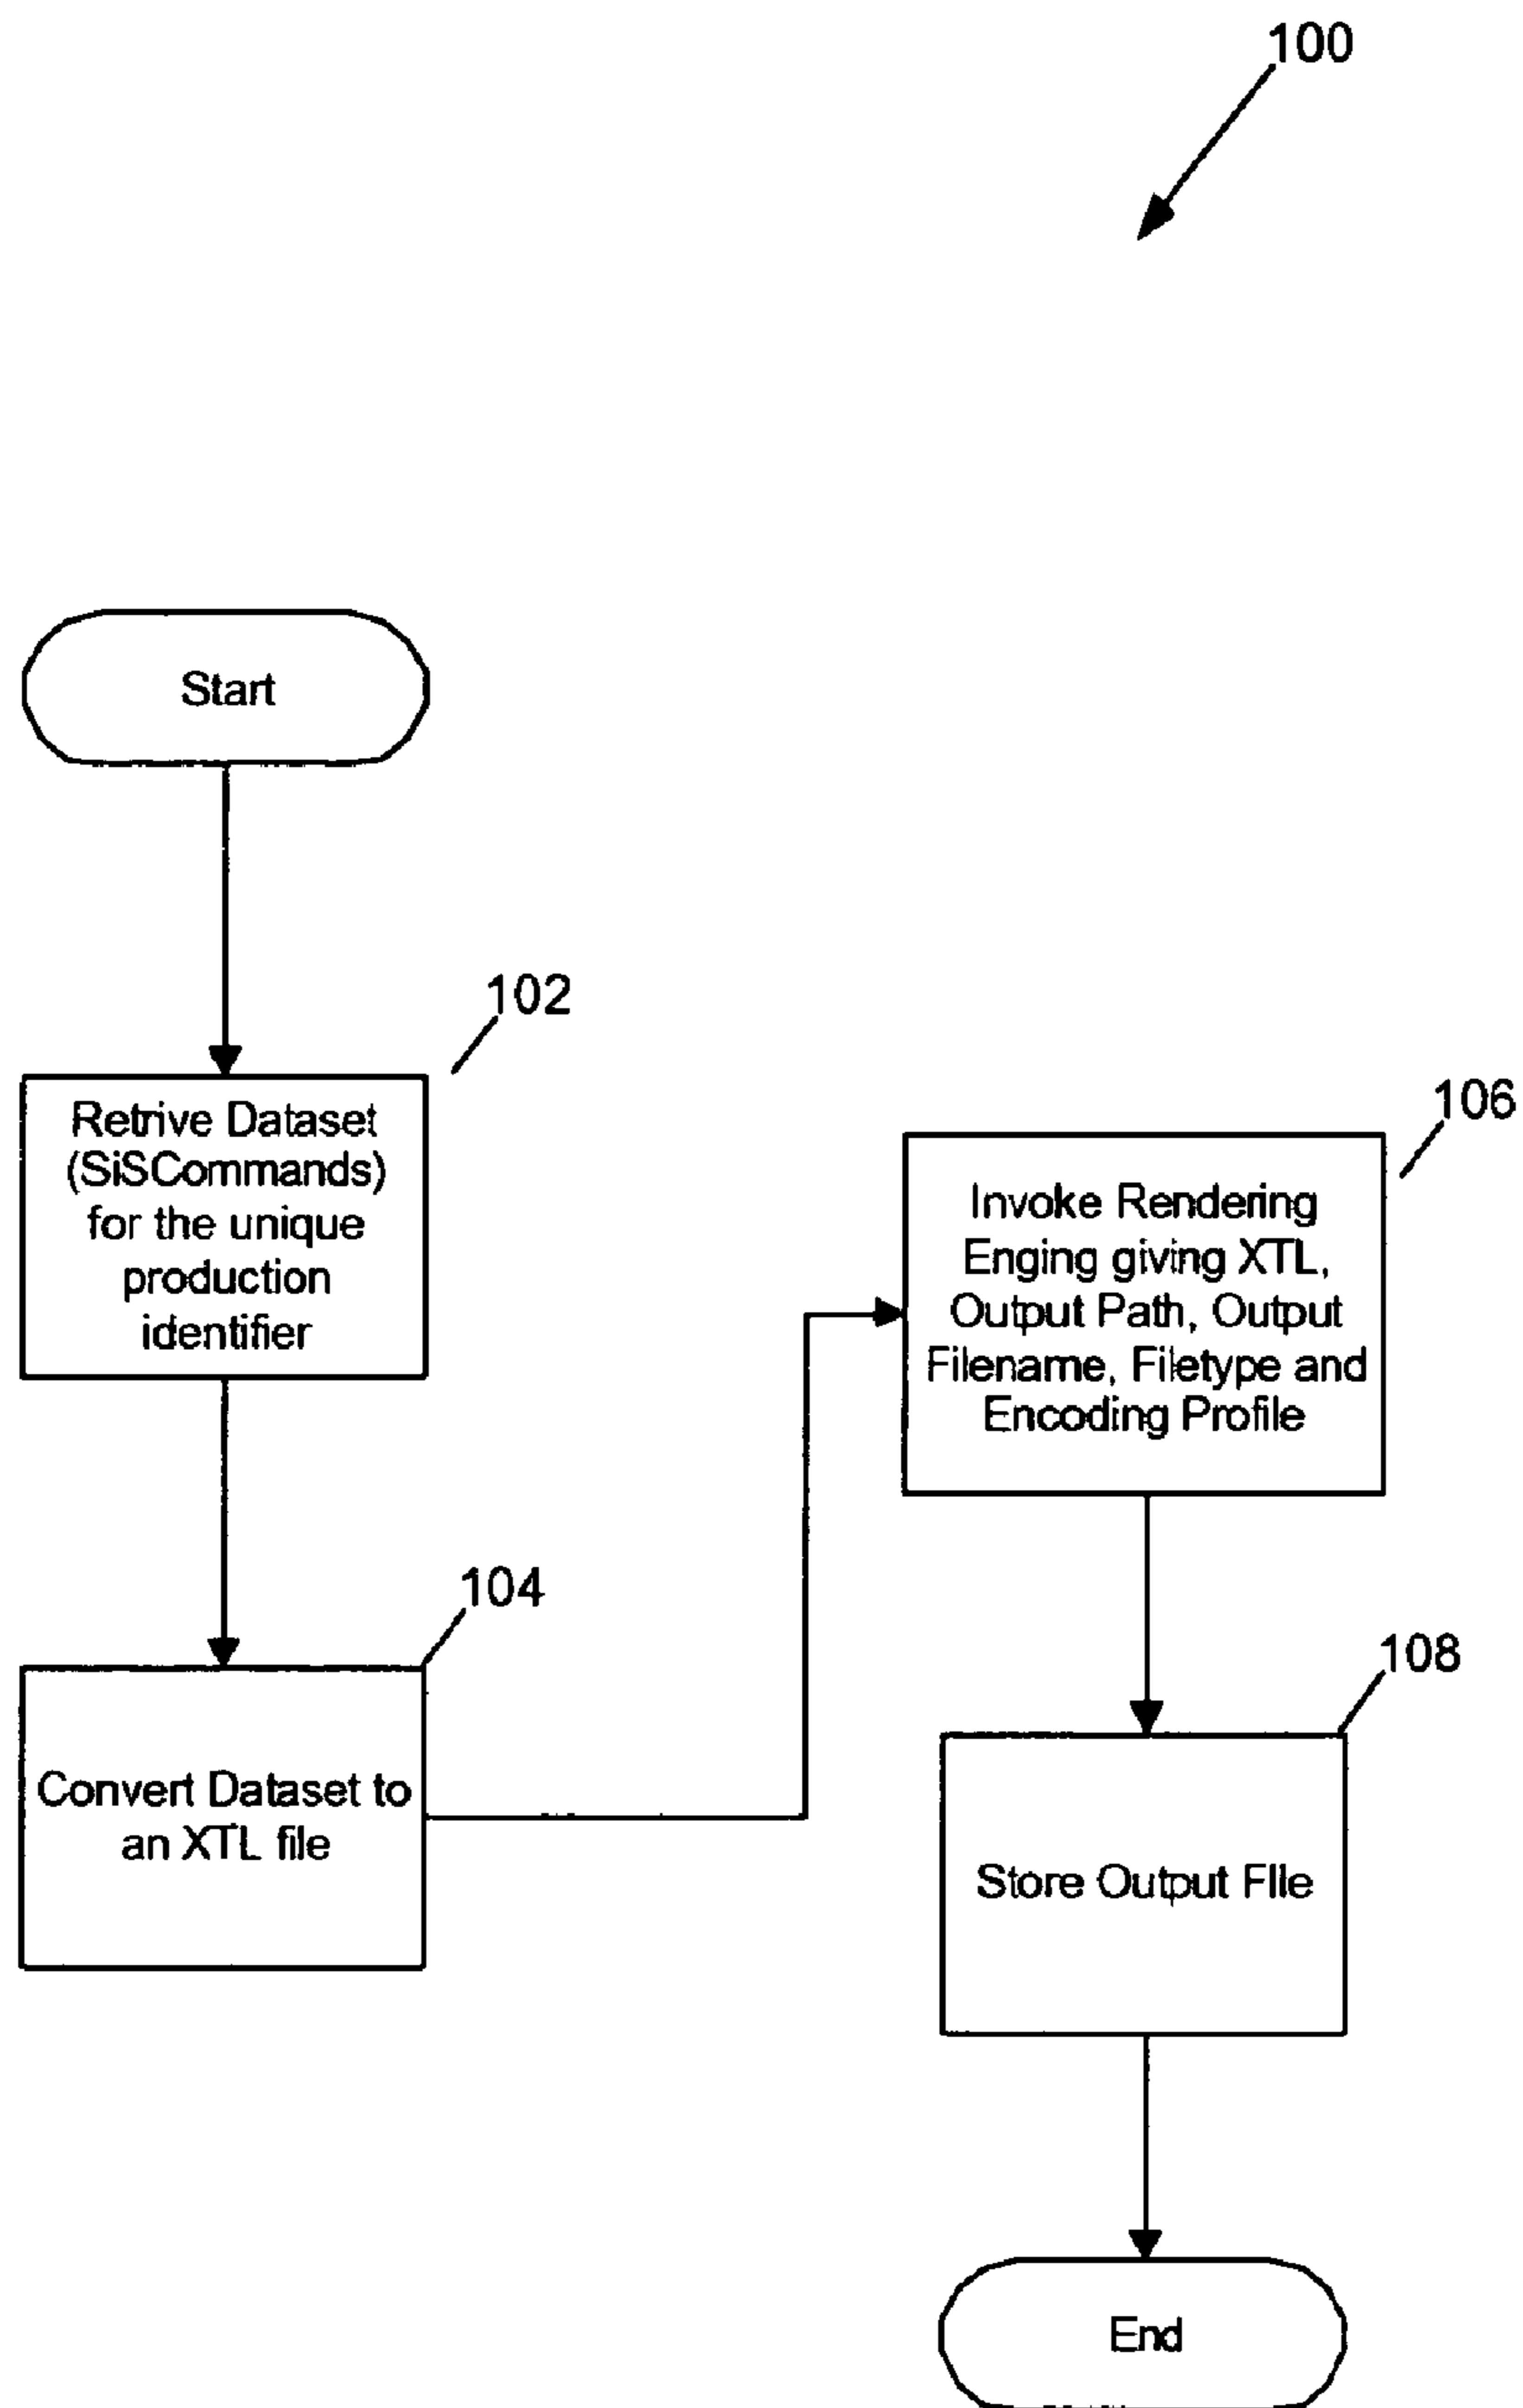 100
Start
102
Retrive Dataset
(SiSCommands)
for the unique
production
identifier
104
Convert Dataset to
an XTL file
106
Invoke Rendering
Enging giving XTL,
Output Path, Output
Filename, Filetype and
Encoding Profile
108
Store Output FIle
End